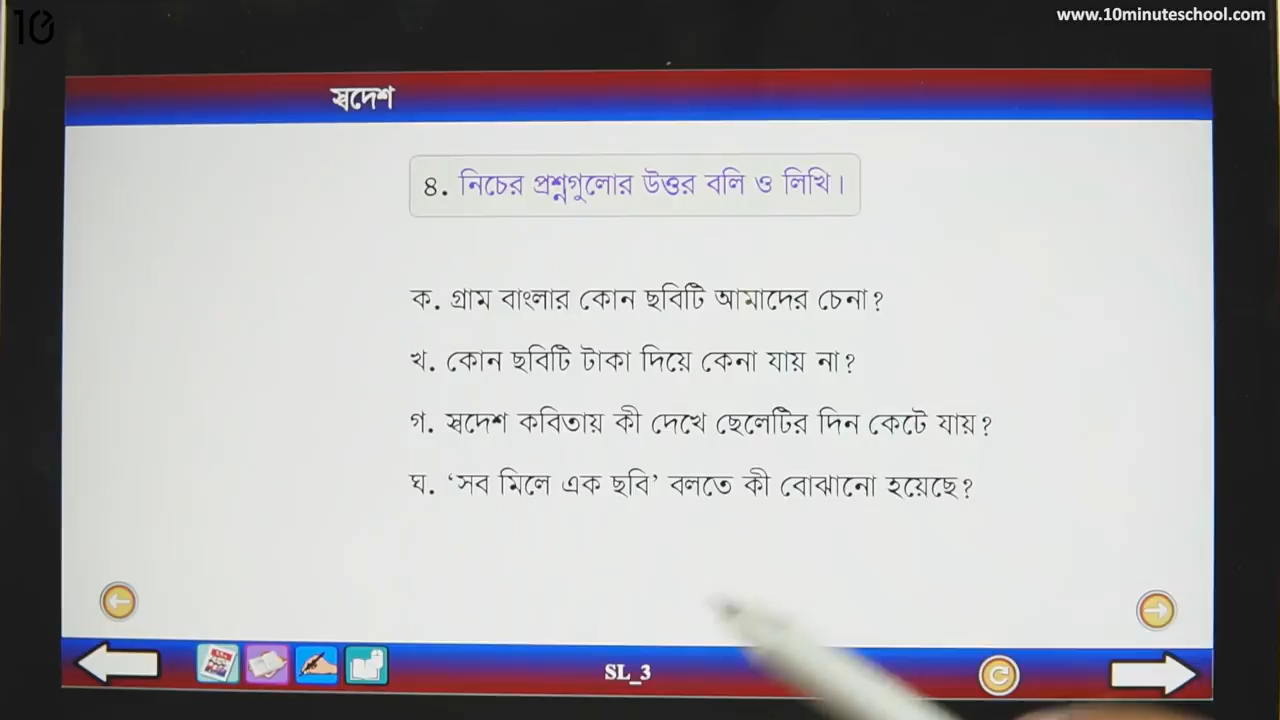 10
www.10minuteschool.com
স্বদেশ
৪. নিচের প্রশ্নগুলোর উত্তর বলি ও লিখি।
ক. গ্রাম বাংলার কোন ছবিটি আমাদের চেনা?
খ. কোন ছবিটি টাকা দিয়ে কেনা যায় না?
গ. স্বদেশ কবিতায় কী দেখে ছেলেটির দিন কেটে যায়?
ঘ. ‘সব মিলে এক ছবি’ বলতে কী বোঝানো হয়েছে?
SL_3